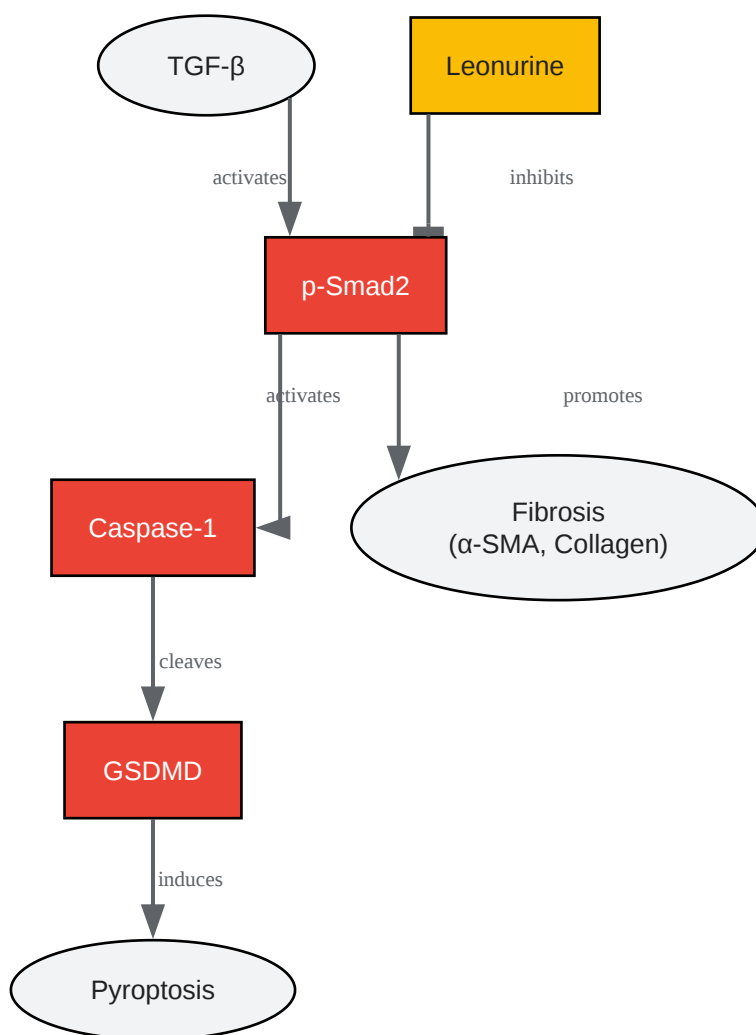 TGF-β
Leonurine
activates
inhibits
p-Smad2
activates
promotes
Caspase-1
Fibrosis
(α-SMA, Collagen)
cleaves
GSDMD
induces
Pyroptosis